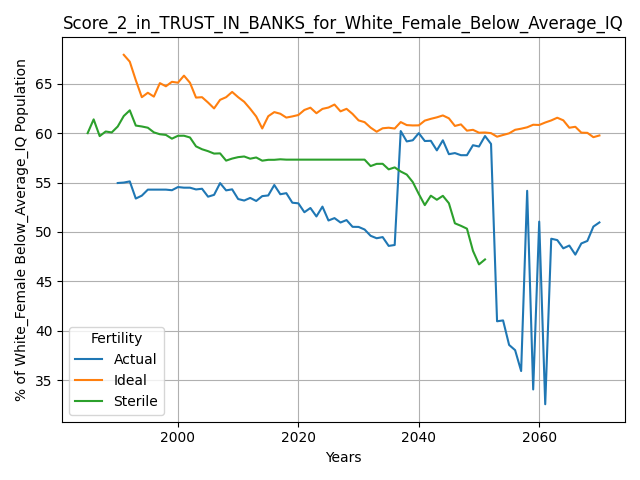 Score_2_in_TRUST_IN_BANKS_for_White_Female_Below_Average_IQ
% of White_Female Below_Average_IQ Population
65
60
55
50
45
40
35
Fertility
Actual
Ideal
Sterile
2000
2020
2040
2060
Years